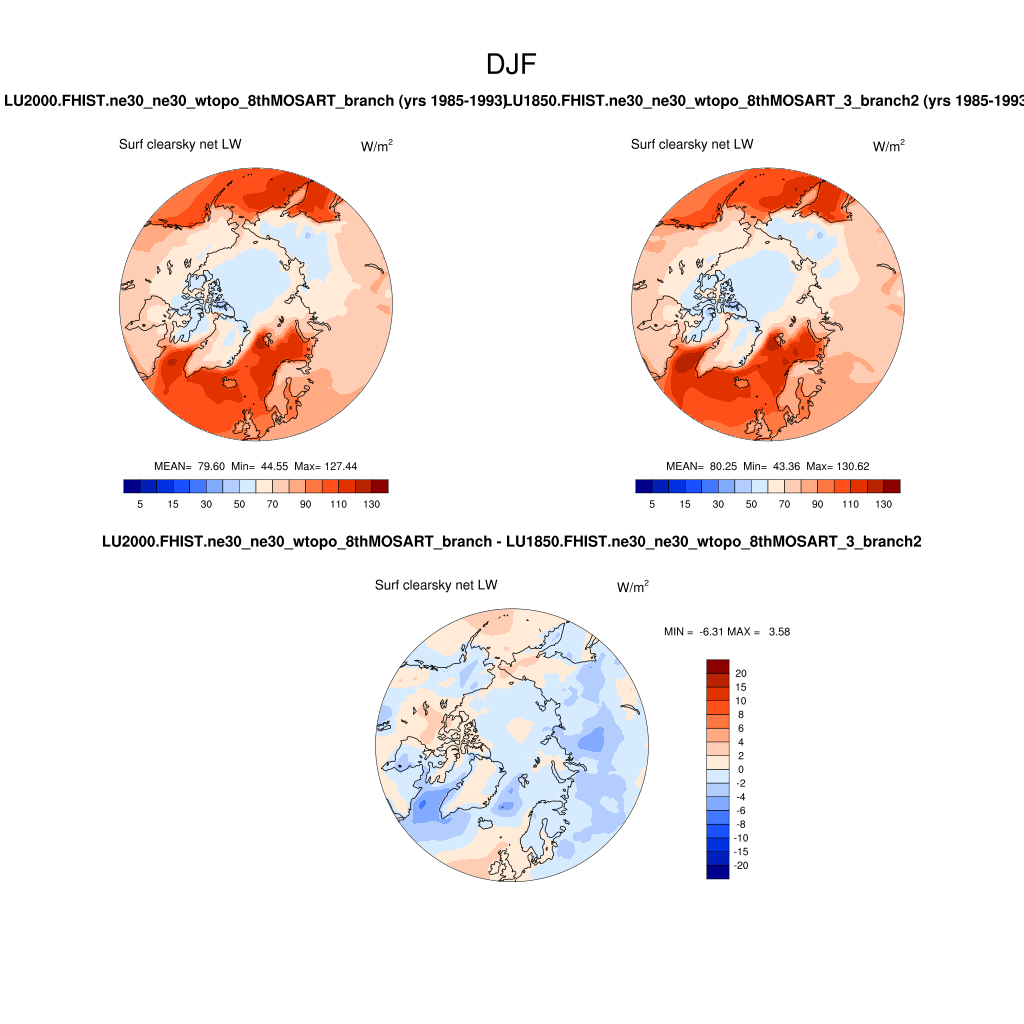 DJF
LU2000.FHIST.ne30_ne30_wtopo_8thMOSART_branch (yrs 1985-1993)
LU1850.FHIST.ne30_ne30_wtopo_8thMOSART_3_branch2 (yrs 1985-1993
Surf clearsky net LW W/m2
Surf clearsky net LW W/m2
MEAN= 79.60 Min= 44.55 Max= 127.44
MEAN= 80.25 Min= 43.36 Max= 130.62
5 15 30 50 70 90 110 130
5 15 30 50 70 90 110 130
LU2000.FHIST.ne30_ne30_wtopo_8thMOSART_branch - LU1850.FHIST.ne30_ne30_wtopo_8thMOSART_3_branch2
Surf clearsky net LW W/m2
MIN = -6.31 MAX = 3.58
20
15
10
8
6
4
2
0
-2
-4
-6
-8
-10
-15
-20